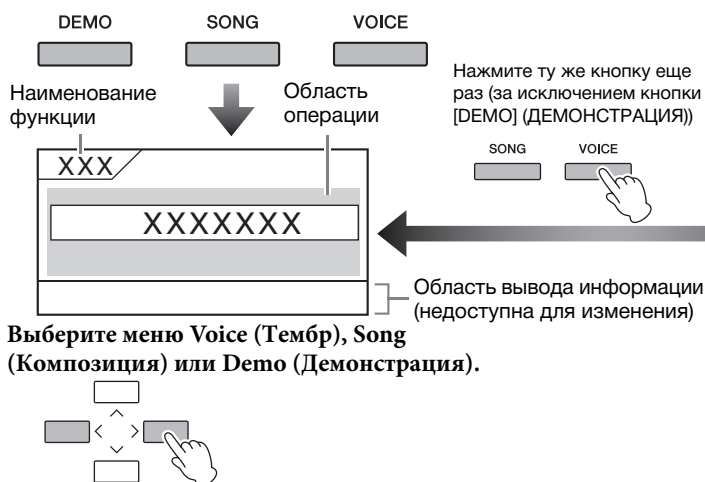 DEMO
SONG
VOICE
Наименование
функции
Область
операции
Нажмите ту же кнопку еще
раз (за исключением кнопки
[DEMO] (ДЕМОНСТРАЦИЯ))
SONG
VOICE
XXX
XXXXXXX
Область вывода информации
(недоступна для изменения)
Выберите меню Voice (Тембр), Song
(Композиция) или Demo (Демонстрация).